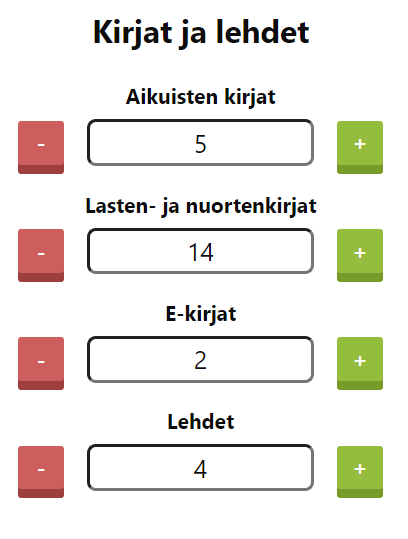 Kirjat ja lehdet
Aikuisten kirjat
- 5 +
Lasten- ja nuortenkirjat
- 14 +
E-kirjat
- 2 +
Lehdet
- 4 +